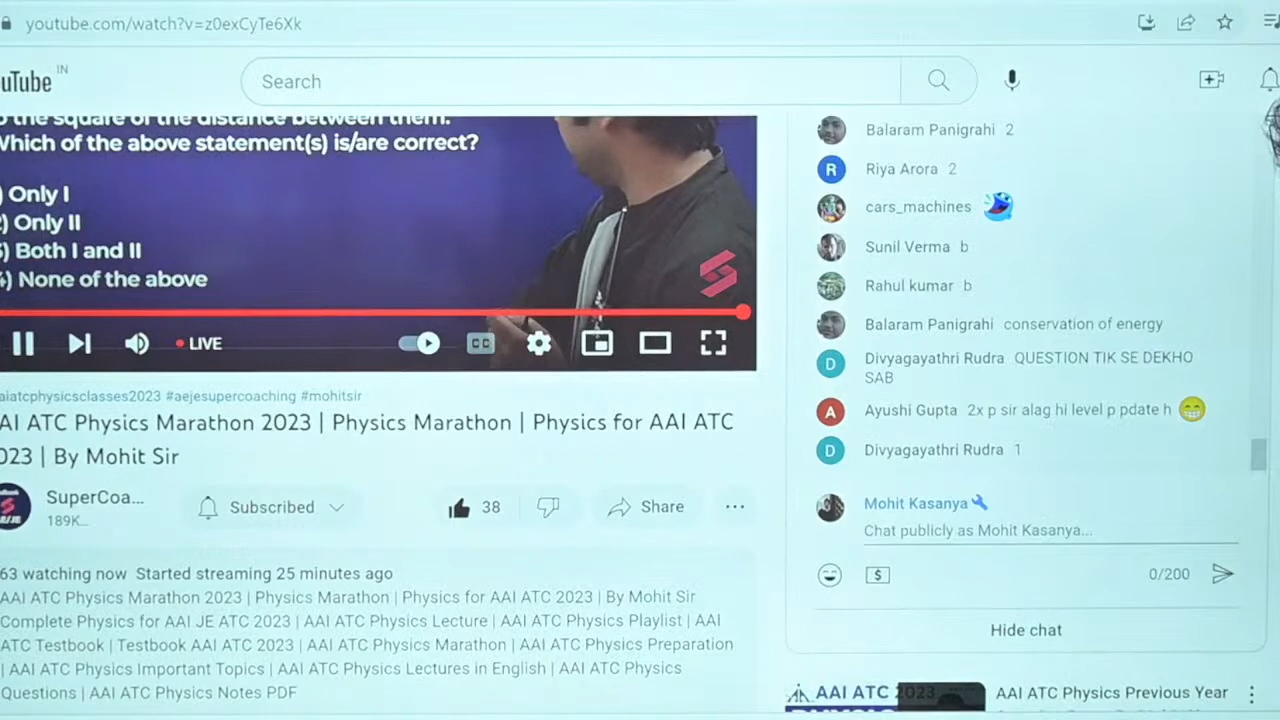 youtube.com/watch?v=z0exCyTe6Xk
uTube IN
Search
the square of the distance between them.
Which of the above statement(s) is/are correct?
) Only I
) Only II
) Both I and II
) None of the above
LIVE
CC
aiatcphysicsclasses2023 #aejesupercoaching #mohitsir
AI ATC Physics Marathon 2023 | Physics Marathon | Physics for AAI ATC
023 | By Mohit Sir
SuperCoa...
189K...
Subscribed
38
Share
63 watching now Started streaming 25 minutes ago
AAI ATC Physics Marathon 2023 | Physics Marathon | Physics for AAI ATC 2023 | By Mohit Sir
Complete Physics for AAI JE ATC 2023 | AAI ATC Physics Lecture | AAI ATC Physics Playlist | AAI
ATC Testbook | Testbook AAI ATC 2023 | AAI ATC Physics Marathon | AAI ATC Physics Preparation
| AAI ATC Physics Important Topics | AAI ATC Physics Lectures in English | AAI ATC Physics
Questions | AAI ATC Physics Notes PDF
Balaram Panigrahi 2
R Riya Arora 2
cars_machines
Sunil Verma b
Rahul kumar b
Balaram Panigrahi conservation of energy
D Divyagayathri Rudra QUESTION TIK SE DEKHO
SAB
A Ayushi Gupta 2x p sir alag hi level p pdate h 😁
D Divyagayathri Rudra 1
Mohit Kasanya
Chat publicly as Mohit Kasanya...
$
0/200
Hide chat
AAI ATC 2023
AAI ATC Physics Previous Year